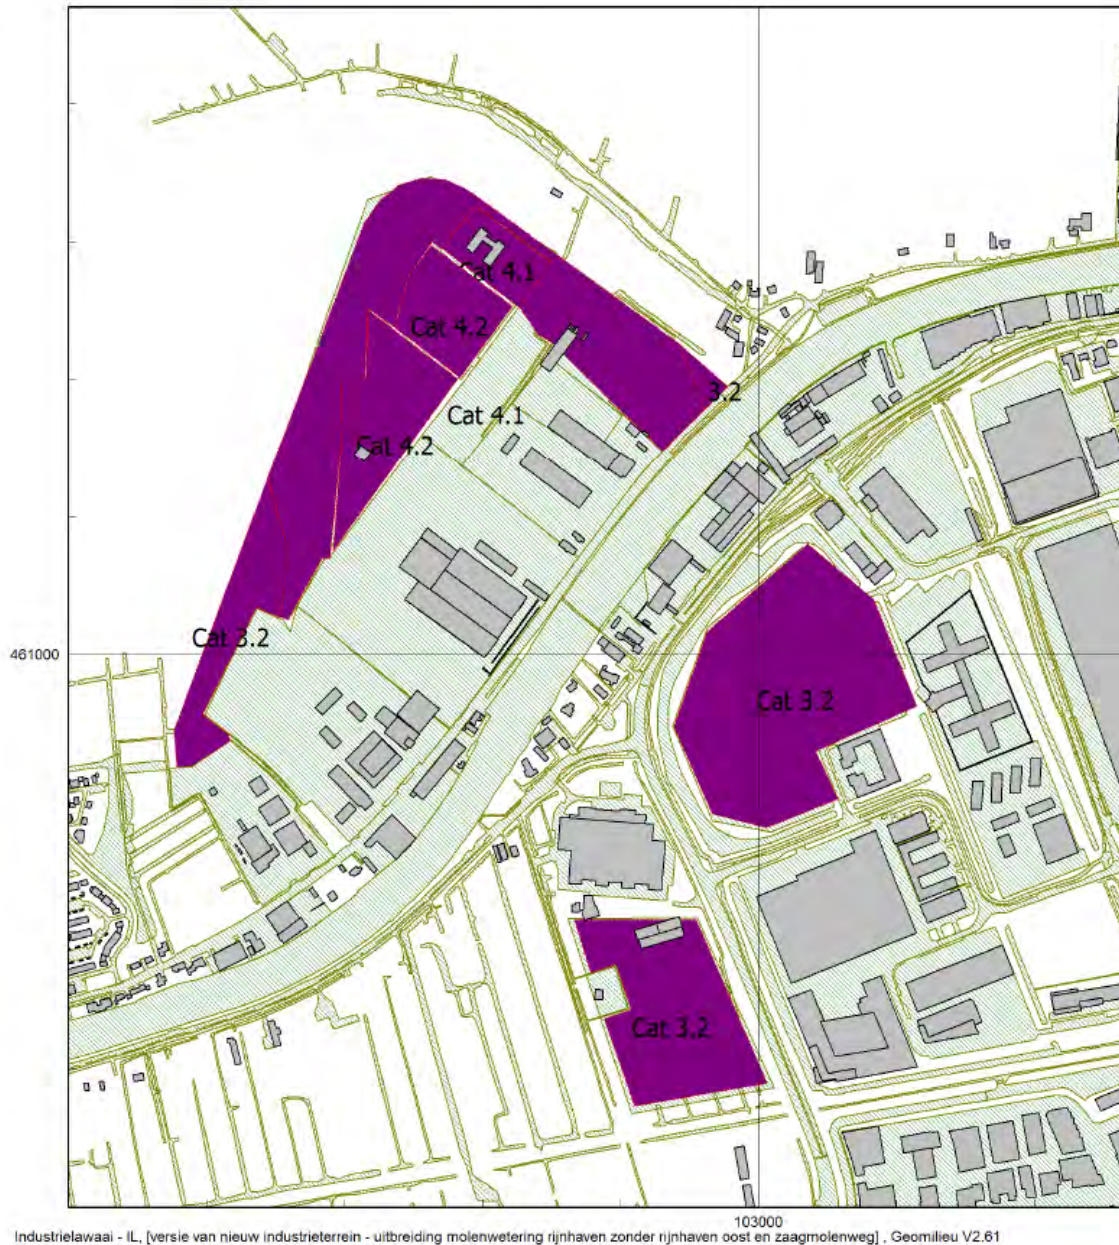 Cat 4.1
Cat 4.2
3.2
Cat 4.1
Cat 4.2
Cat 3.2
461000
Cat 3.2
Cat 3.2
103000
Industrielawaai - IL, [versie van nieuw industrieterrein - uitbreiding molenwetering rijnhaven zonder rijnhaven oost en zaagmolenweg] , Geomilieu V2.61